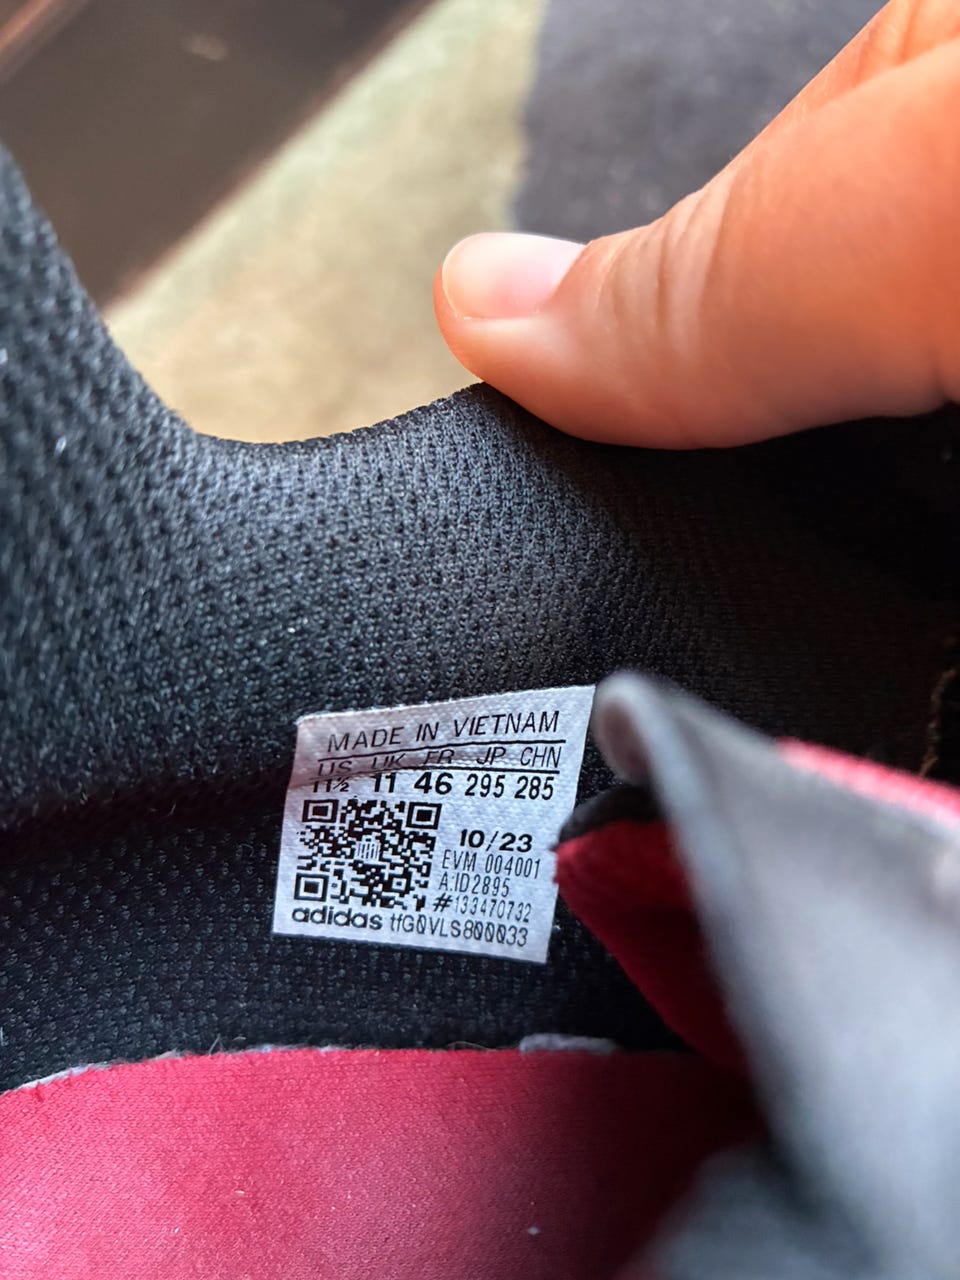 MADE IN VIETNAM
US UK FR JP CHN
11½ 11 46 295 285
10/23
EVM 004001
A:ID2895
#133470732
adidas tfG0VLS800033